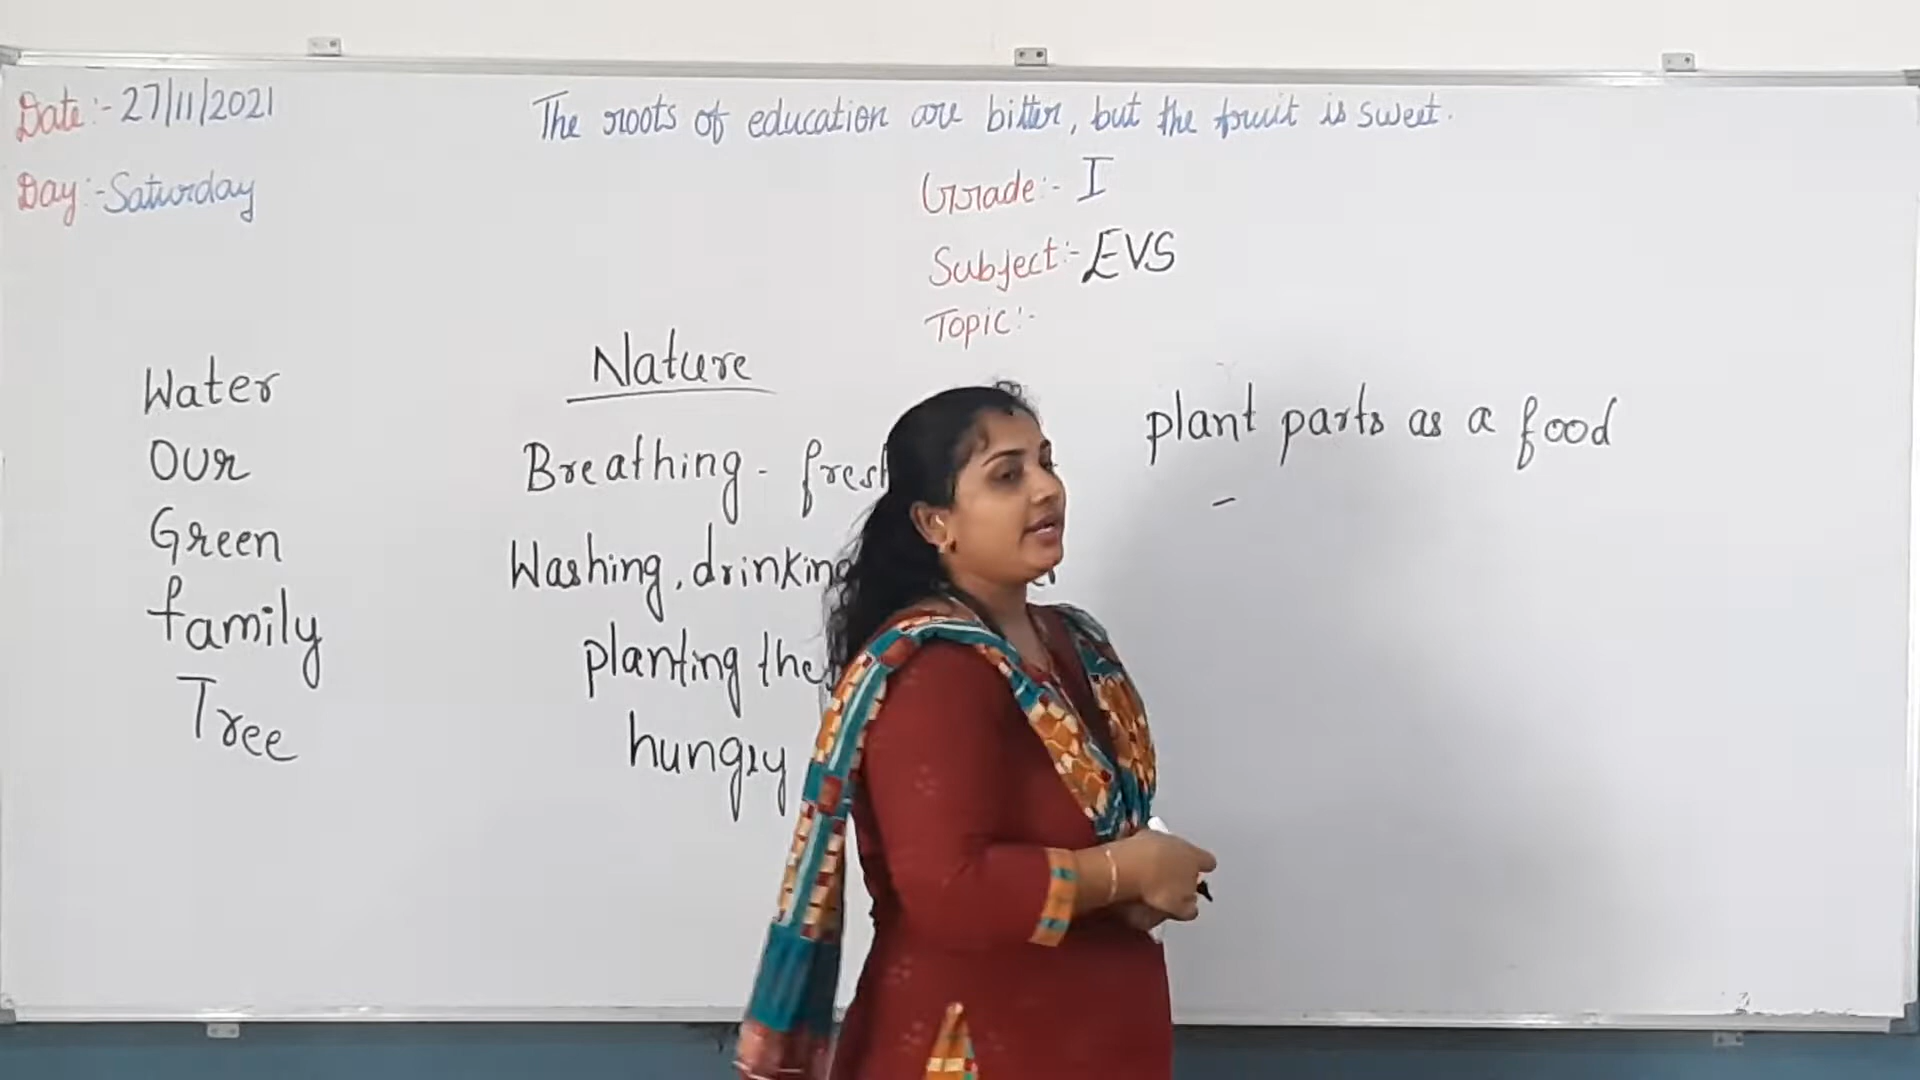 Date:- 27/11/2021
The roots of education are bitter, but the fruit is sweet.
Day:- Saturday
Grade:- I
Subject:- EVS
Topic:-
Water
Our
Green
family
Tree
Nature
Breathing - fresh
Washing, drinking
planting the
hungry
plant parts as a food
-